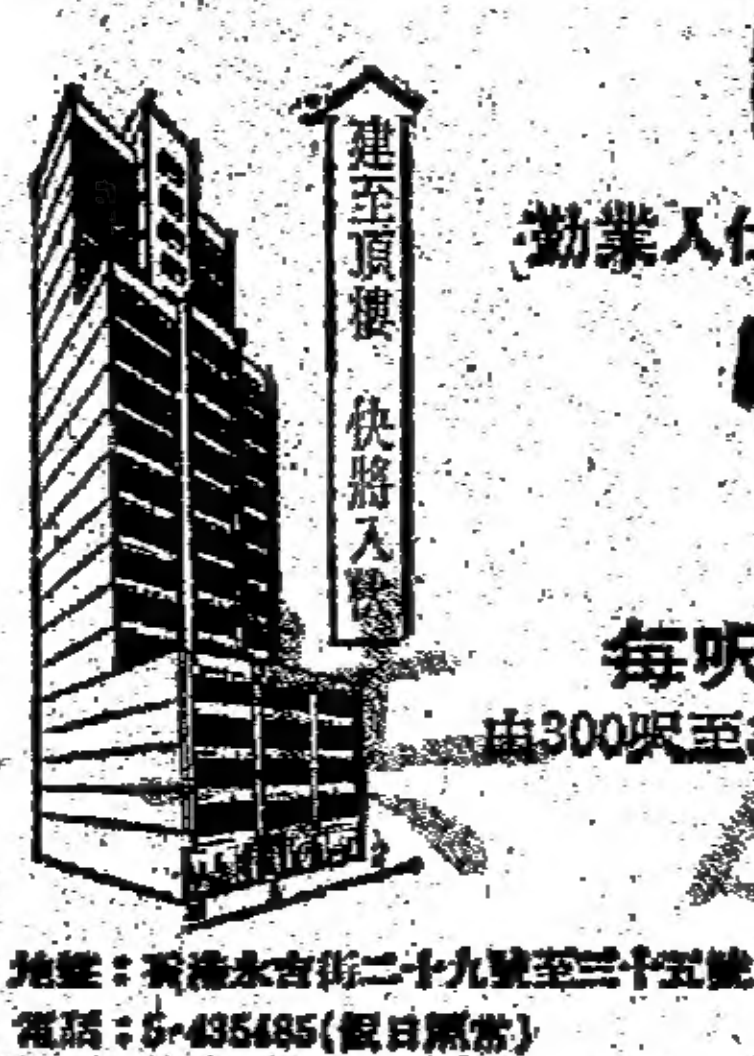 建至頂樓 快將入伙
勤業人仕
每呎
由300呎至
地址：香港永吉街二十九號至三十五號
電話：5-435485(假日照常)